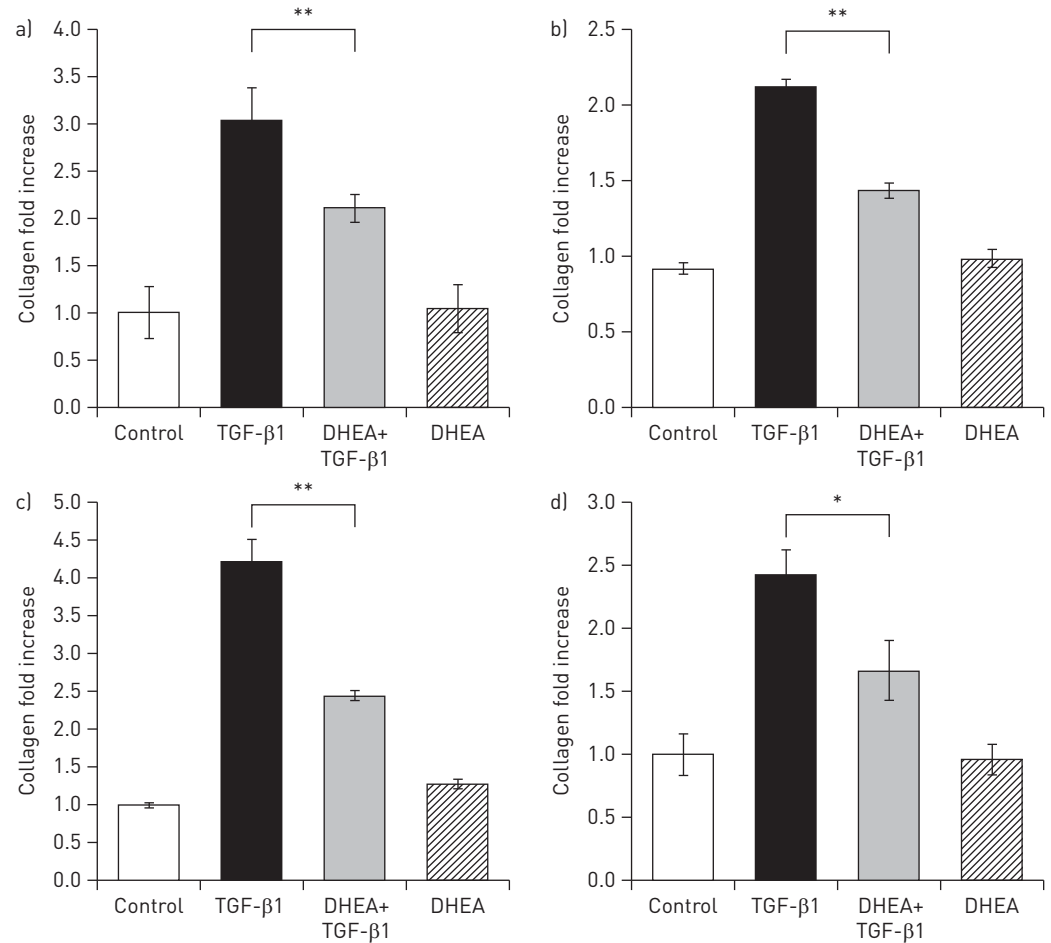 a)
**
Collagen fold increase
4.0
3.5
3.0
2.5
2.0
1.5
1.0
0.5
0.0
Control
TGF-β1
DHEA+
TGF-β1
DHEA
b)
**
Collagen fold increase
2.5
2.0
1.5
1.0
0.5
0.0
Control
TGF-β1
DHEA+
TGF-β1
DHEA
c)
**
Collagen fold increase
5.0
4.5
4.0
3.5
3.0
2.5
2.0
1.5
1.0
0.5
0.0
Control
TGF-β1
DHEA+
TGF-β1
DHEA
d)
*
Collagen fold increase
3.0
2.5
2.0
1.5
1.0
0.5
0.0
Control
TGF-β1
DHEA+
TGF-β1
DHEA